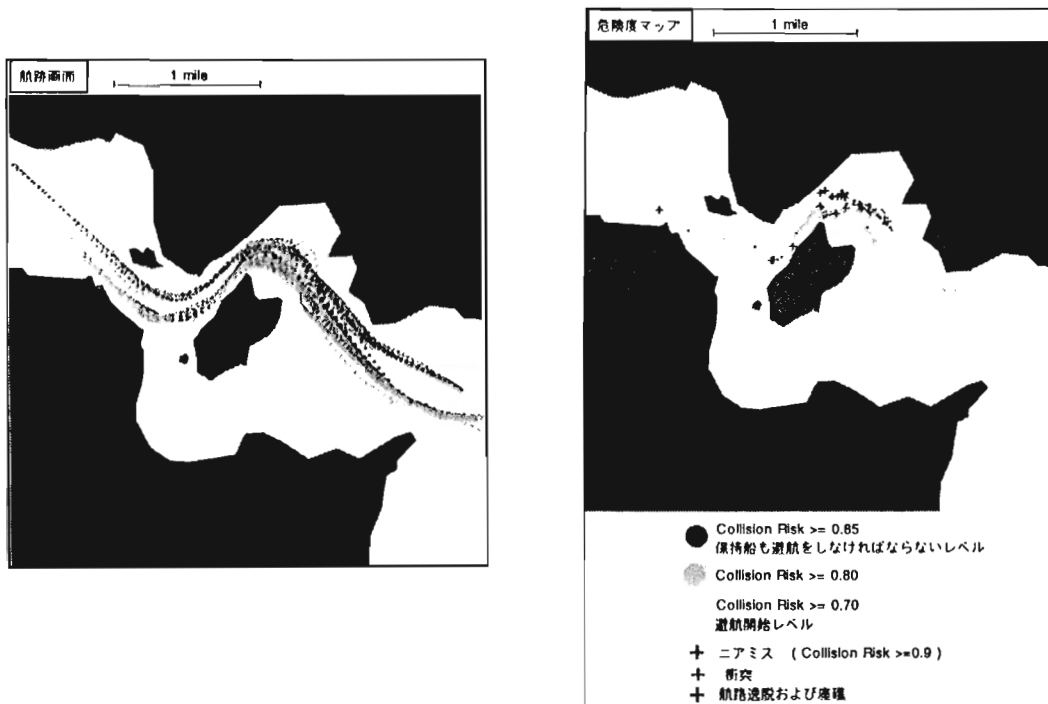 航跡画面
1 mile
危険度マップ
1 mile
Collision Risk >= 0.85
保持船も避航をしなければならないレベル
Collision Risk >= 0.80
Collision Risk >= 0.70
避航開始レベル
ニアミス ( Collision Risk >=0.9 )
衝突
航路逸脱および座礁